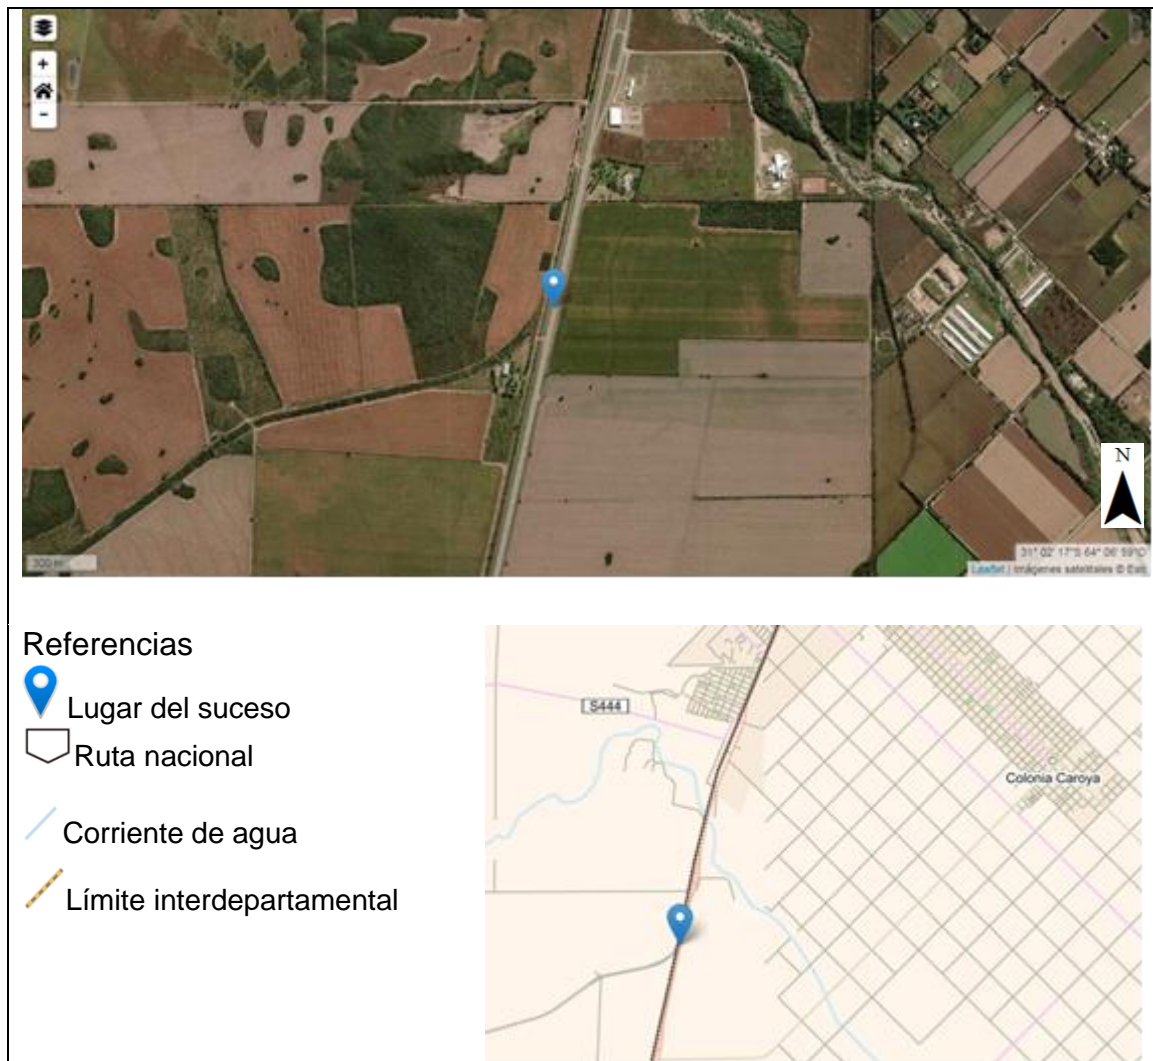 +
-
N
300 m
31° 02' 17"S 64° 06' 59"O
Leaflet | Imágenes satelitales © Esri
Referencias
Lugar del suceso
Ruta nacional
Corriente de agua
Límite interdepartamental
S444
Colonia Caroya